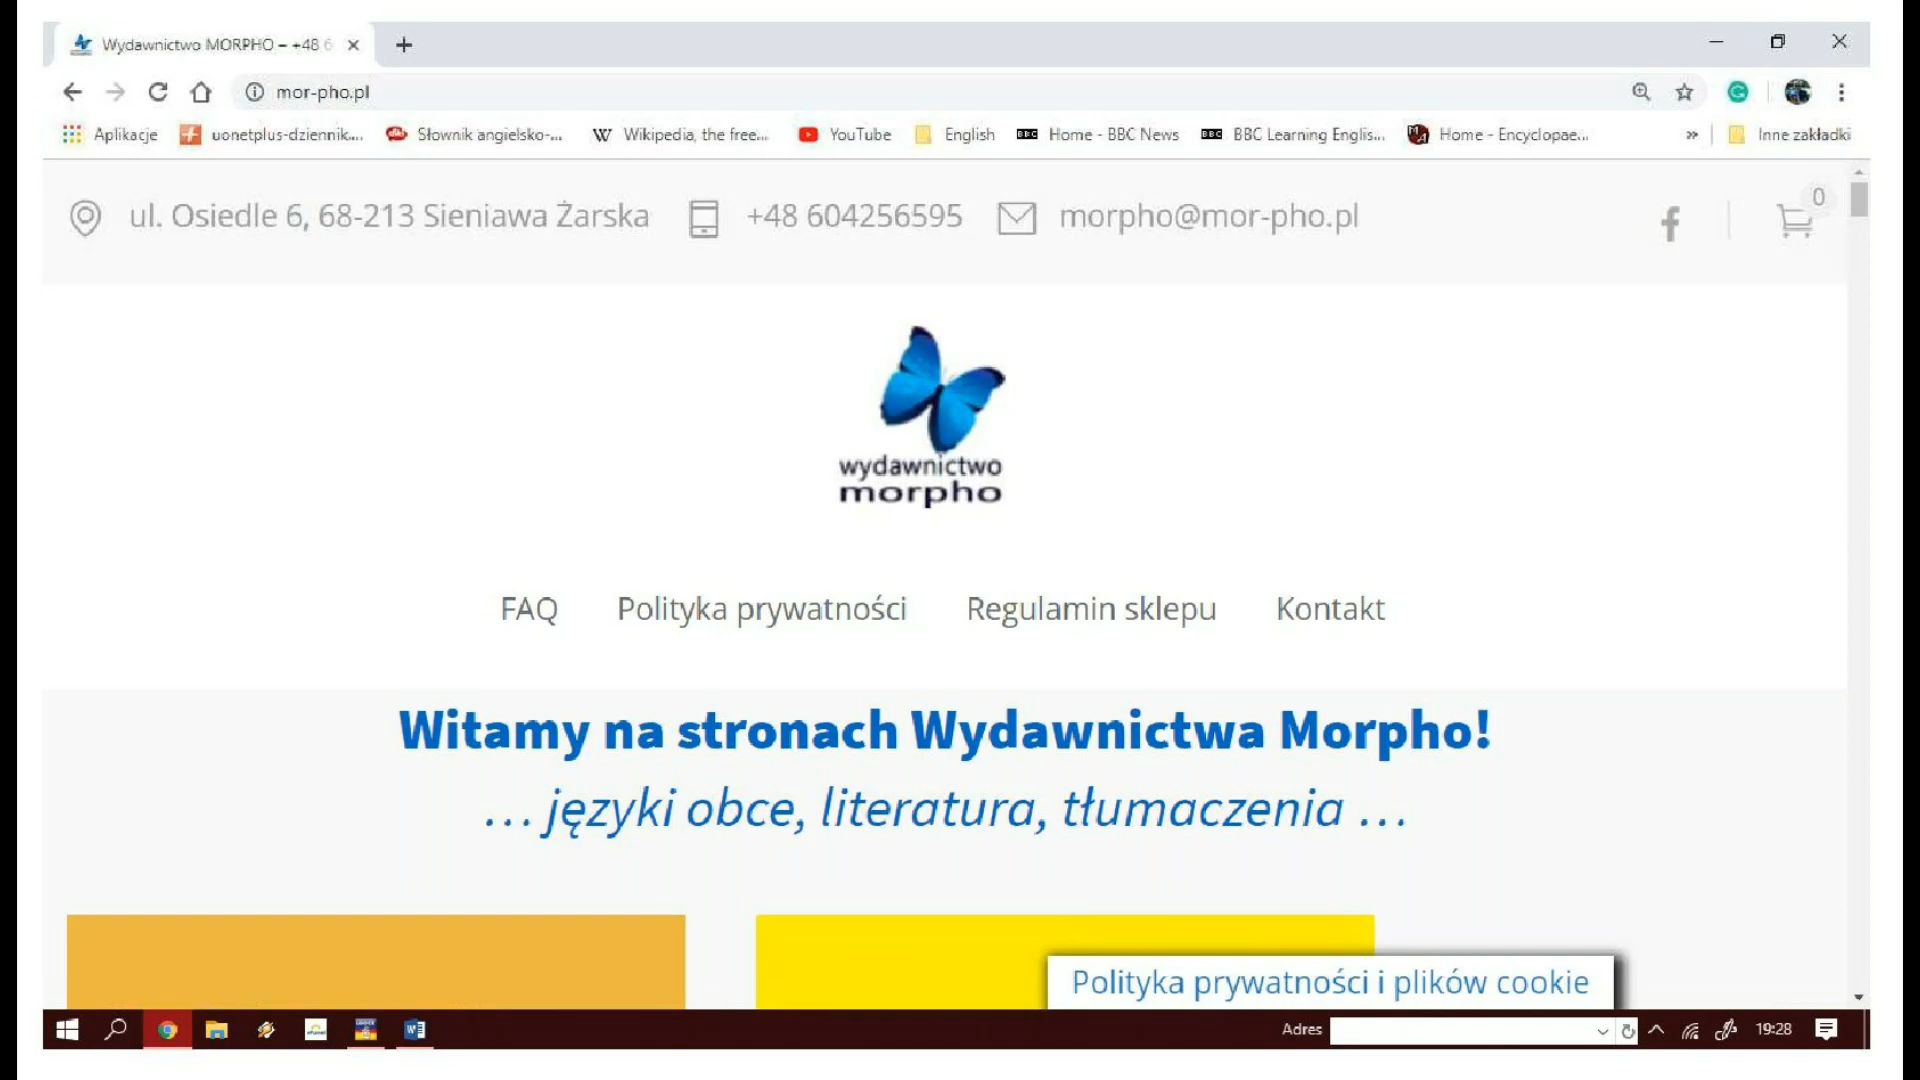 Wydawnictwo MORPHO – +48 6
mor-pho.pl
Aplikacje uonetplus-dziennik.... Słownik angielsko-... Wikipedia, the free... YouTube English Home - BBC News BBC Learning Englis... Home - Encyclopae... » Inne zakładki
ul. Osiedle 6, 68-213 Sieniawa Żarska +48 604256595 morpho@mor-pho.pl 0
wydawnictwo
morpho
FAQ Polityka prywatności Regulamin sklepu Kontakt
Witamy na stronach Wydawnictwa Morpho!
... języki obce, literatura, tłumaczenia ...
Polityka prywatności i plików cookie
Adres 19:28